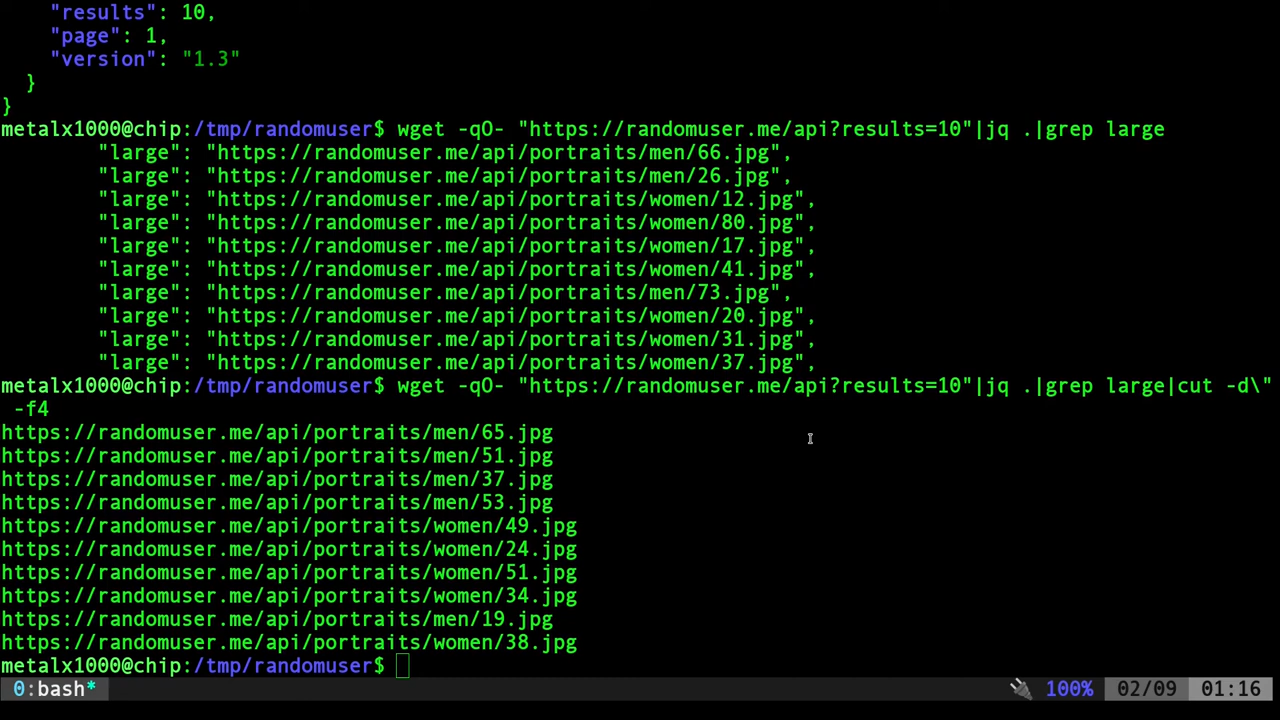 "results": 10,
    "page": 1,
    "version": "1.3"
  }
}
metalx1000@chip:/tmp/randomuser$ wget -qO- "https://randomuser.me/api?results=10"|jq .|grep large
        "large": "https://randomuser.me/api/portraits/men/66.jpg",
        "large": "https://randomuser.me/api/portraits/men/26.jpg",
        "large": "https://randomuser.me/api/portraits/women/12.jpg",
        "large": "https://randomuser.me/api/portraits/women/80.jpg",
        "large": "https://randomuser.me/api/portraits/women/17.jpg",
        "large": "https://randomuser.me/api/portraits/women/41.jpg",
        "large": "https://randomuser.me/api/portraits/men/73.jpg",
        "large": "https://randomuser.me/api/portraits/women/20.jpg",
        "large": "https://randomuser.me/api/portraits/women/31.jpg",
        "large": "https://randomuser.me/api/portraits/women/37.jpg",
metalx1000@chip:/tmp/randomuser$ wget -qO- "https://randomuser.me/api?results=10"|jq .|grep large|cut -d\"
 -f4
https://randomuser.me/api/portraits/men/65.jpg
https://randomuser.me/api/portraits/men/51.jpg
https://randomuser.me/api/portraits/men/37.jpg
https://randomuser.me/api/portraits/men/53.jpg
https://randomuser.me/api/portraits/women/49.jpg
https://randomuser.me/api/portraits/women/24.jpg
https://randomuser.me/api/portraits/women/51.jpg
https://randomuser.me/api/portraits/women/34.jpg
https://randomuser.me/api/portraits/men/19.jpg
https://randomuser.me/api/portraits/women/38.jpg
metalx1000@chip:/tmp/randomuser$
0:bash* 100% 02/09 01:16